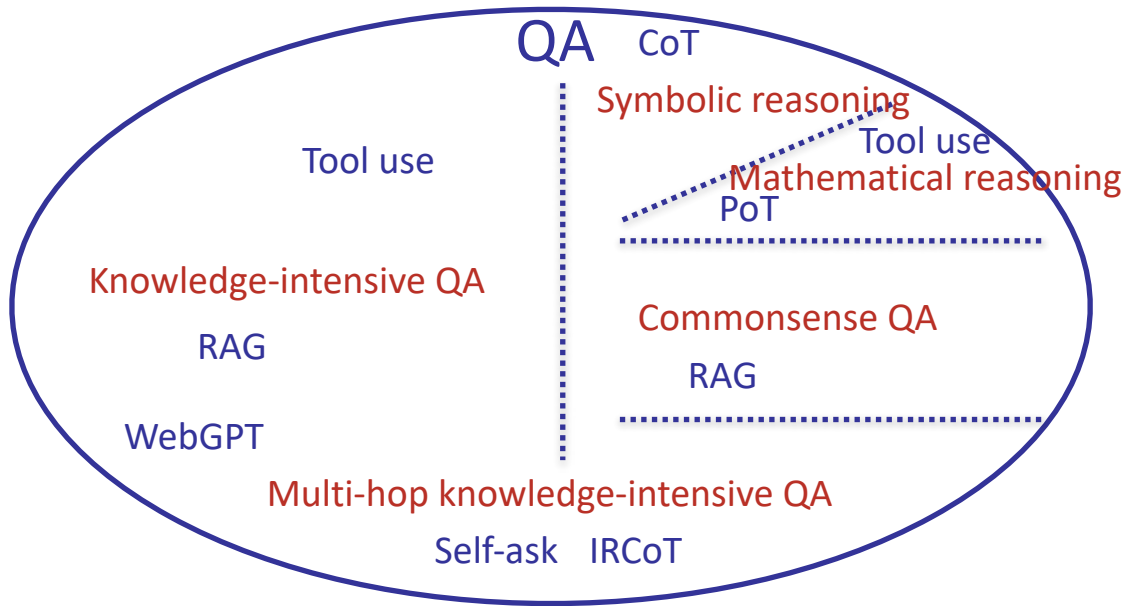 QA
CoT
Symbolic reasoning
Tool use
Tool use
Mathematical reasoning
PoT
Knowledge-intensive QA
Commonsense QA
RAG
RAG
WebGPT
Multi-hop knowledge-intensive QA
Self-ask
IRCoT